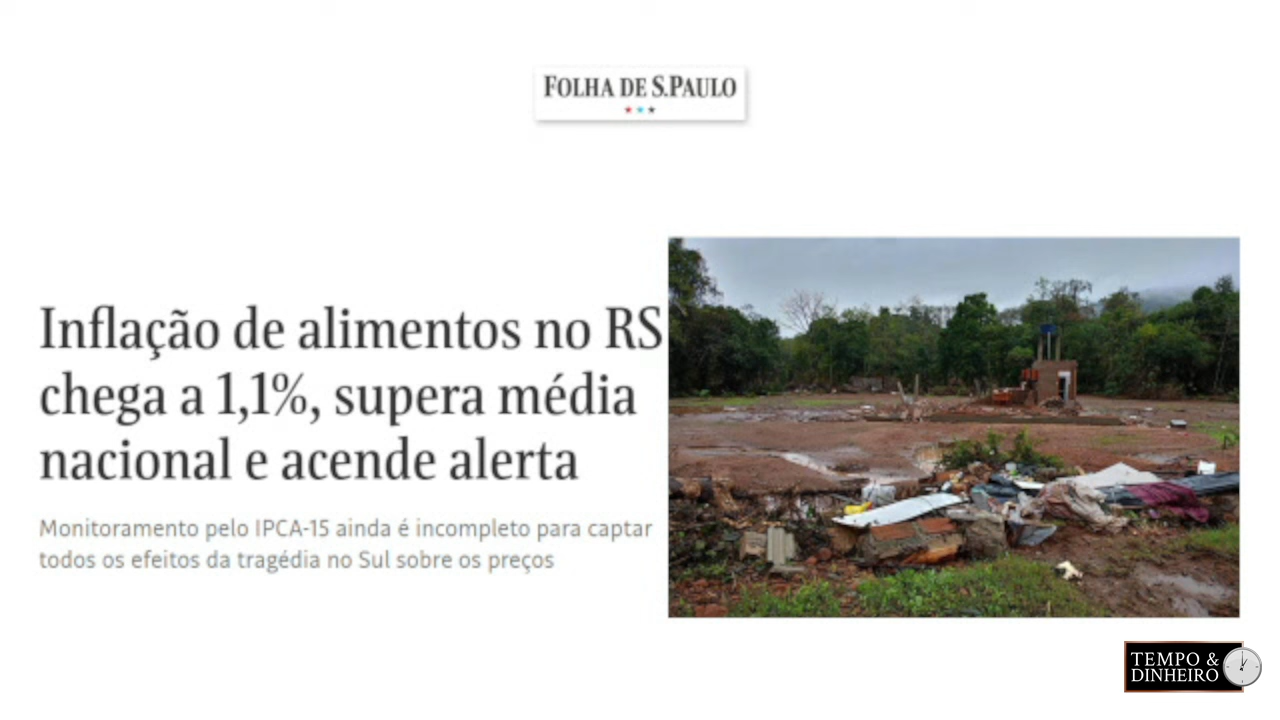 FOLHA DE S.PAULO
Inflação de alimentos no RS
chega a 1,1%, supera média
nacional e acende alerta
Monitoramento pelo IPCA-15 ainda é incompleto para captar
todos os efeitos da tragédia no Sul sobre os preços
TEMPO &
DINHEIRO